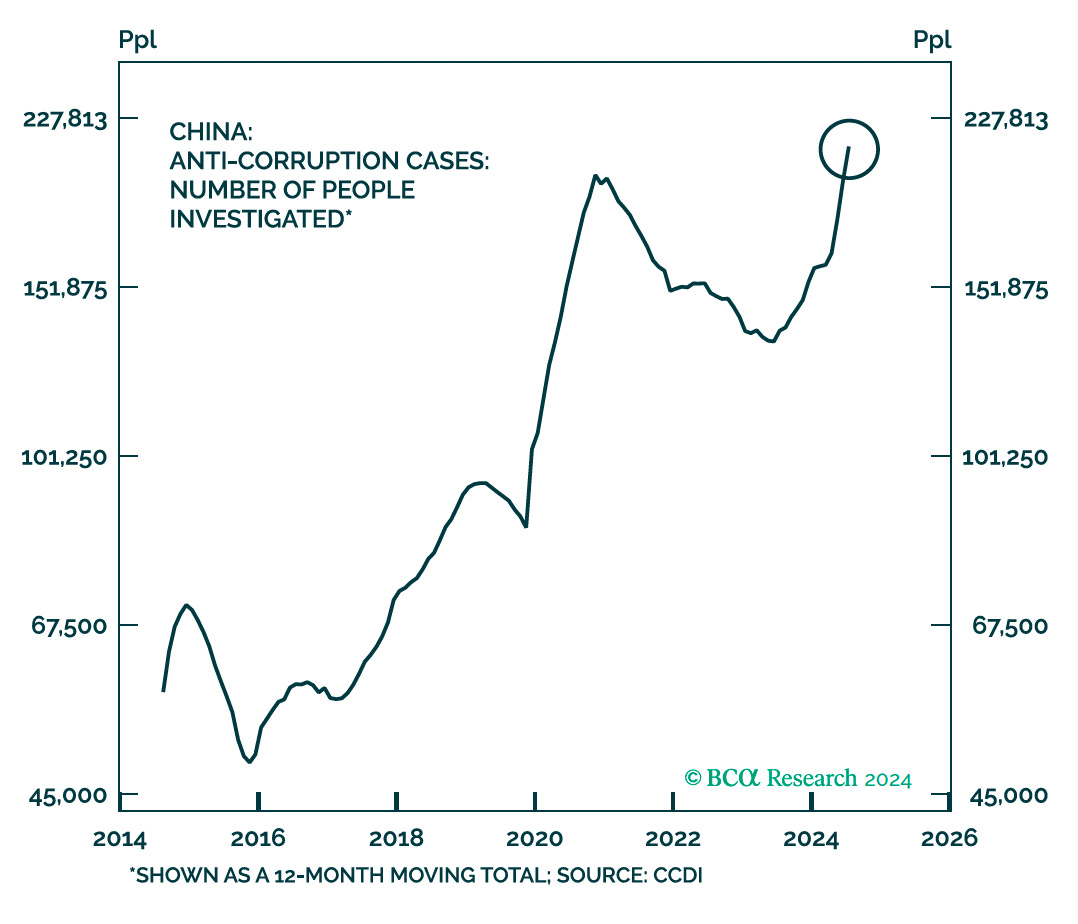 Ppl Ppl
CHINA:
ANTI-CORRUPTION CASES:
NUMBER OF PEOPLE
INVESTIGATED*
227,813 227,813
151,875 151,875
101,250 101,250
67,500 67,500
45,000 45,000
© BCα Research 2024
2014 2016 2018 2020 2022 2024 2026
*SHOWN AS A 12-MONTH MOVING TOTAL; SOURCE: CCDI